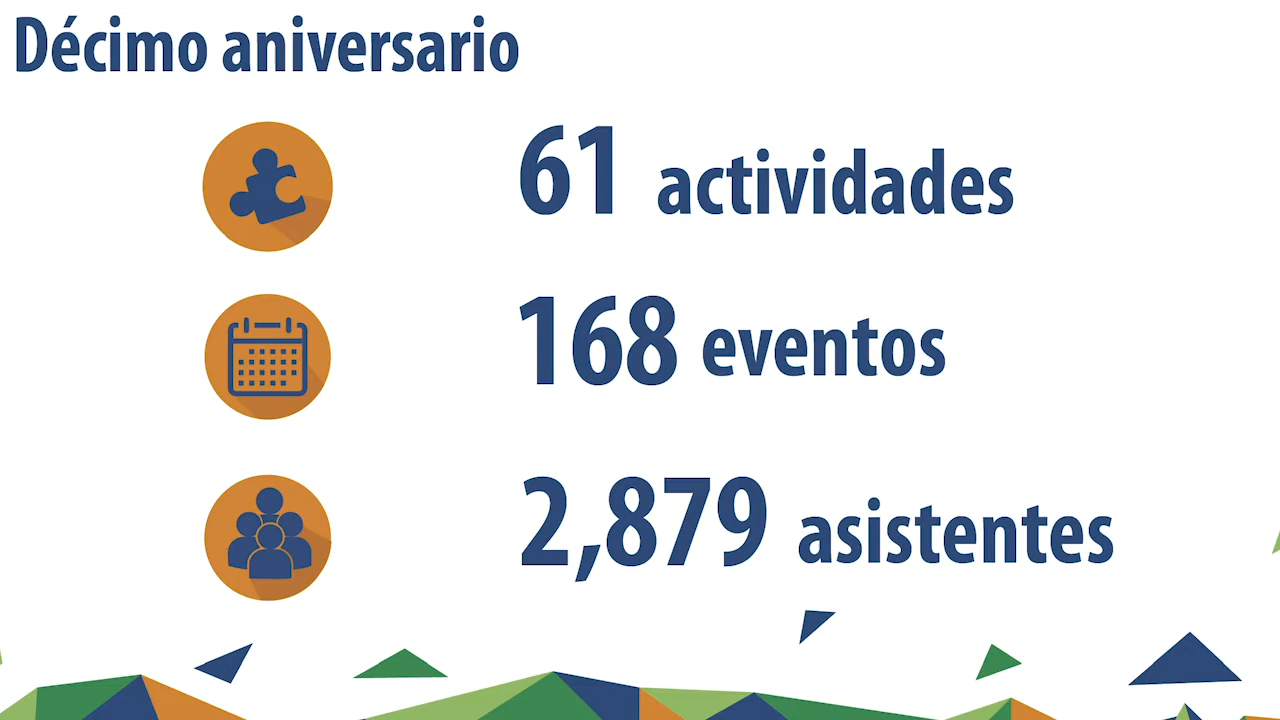 Décimo aniversario
61 actividades
168 eventos
2,879 asistentes